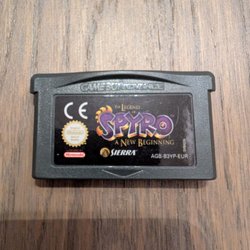 GAME BOY ADVANCE
CE
THE LEGEND
OF
SPYRO
A NEW BEGINNING
SIERRA
Nintendo
AGB-B3YP-EUR